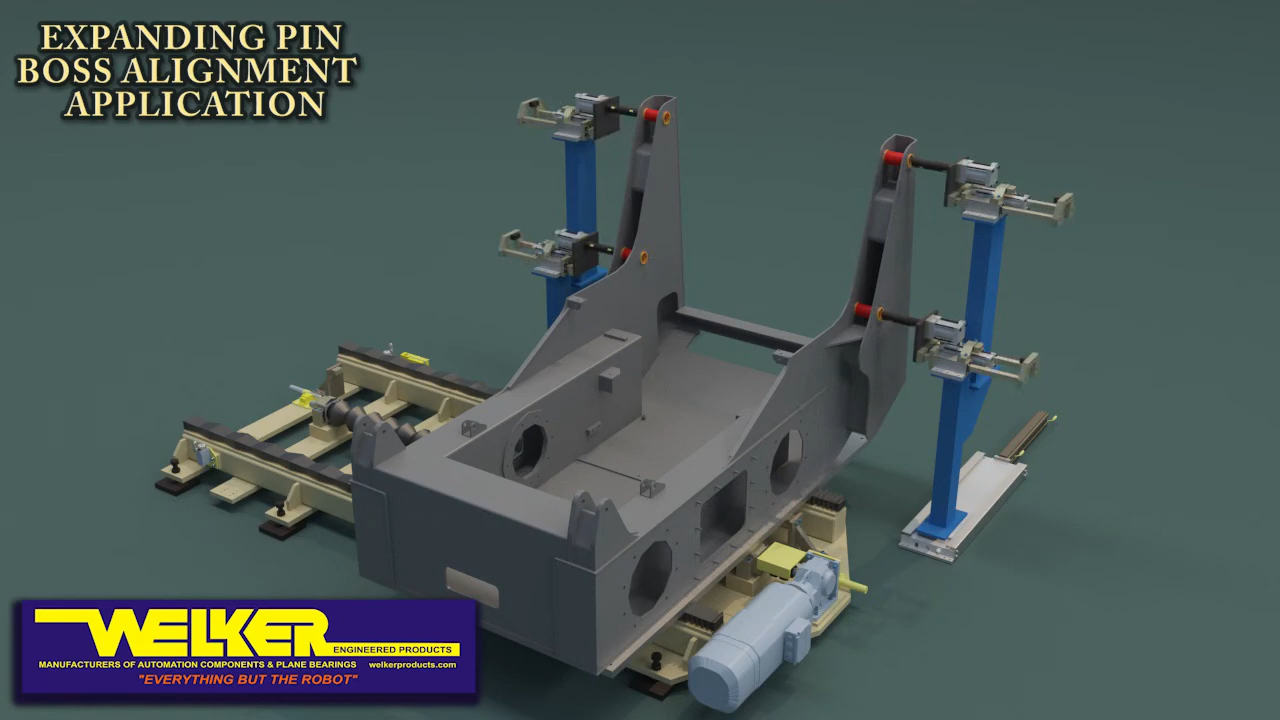 EXPANDING PIN
BOSS ALIGNMENT
APPLICATION
WELKER
ENGINEERED PRODUCTS
MANUFACTURERS OF AUTOMATION COMPONENTS & PLANE BEARINGS welkerproducts.com
"EVERYTHING BUT THE ROBOT"